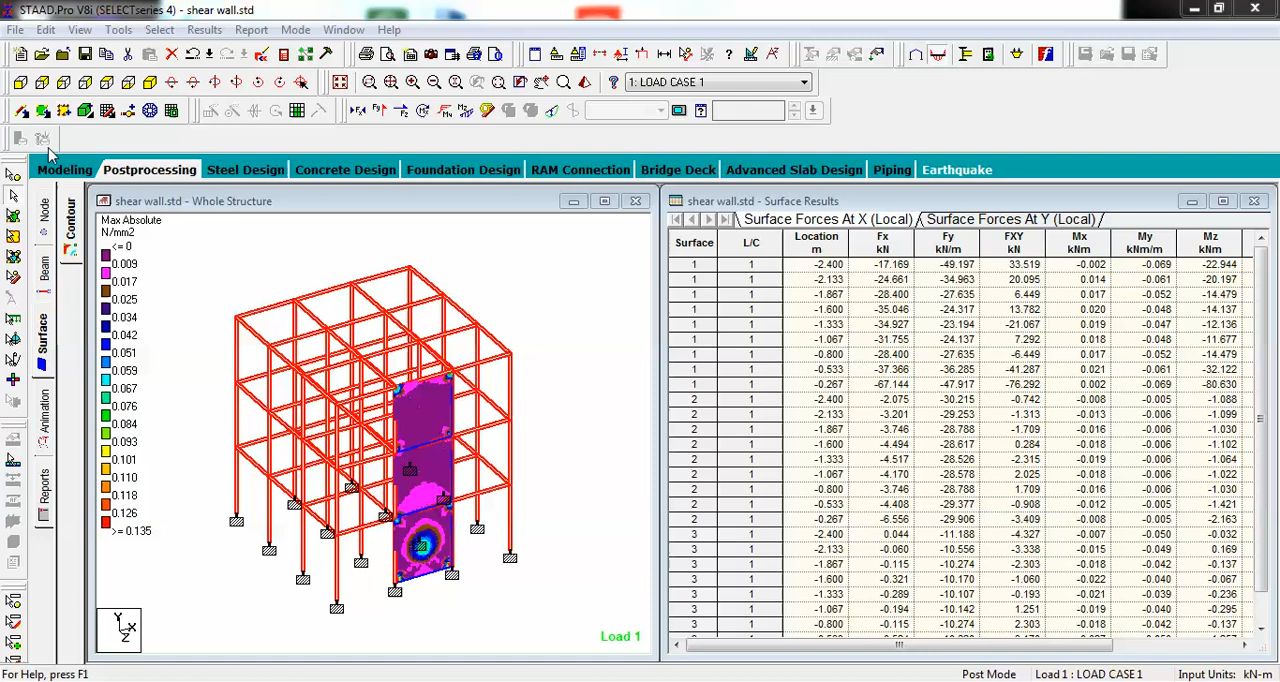 STAAD.Pro V8i (SELECTseries 4) - shear wall.std
File Edit View Tools Select Results Report Mode Window Help
1: LOAD CASE 1
Modeling Postprocessing Steel Design Concrete Design Foundation Design RAM Connection Bridge Deck Advanced Slab Design Piping Earthquake
Node
Beam
Surface
Animation
Reports
Contour
shear wall.std - Whole Structure
Max Absolute
N/mm2
<= 0
0.009
0.017
0.025
0.034
0.042
0.051
0.059
0.067
0.076
0.084
0.093
0.101
0.110
0.118
0.126
>= 0.135
Y
X
Z
Load 1
shear wall.std - Surface Results
Surface Forces At X (Local) Surface Forces At Y (Local)
Surface L/C Location m Fx kN Fy kN/m FXY kN Mx kNm My kNm/m Mz kNm
1 1 -2.400 -17.169 -49.197 33.519 -0.002 -0.069 -22.944
1 1 -2.133 -24.661 -34.963 20.095 0.014 -0.061 -20.197
1 1 -1.867 -28.400 -27.635 6.449 0.017 -0.052 -14.479
1 1 -1.600 -35.046 -24.317 13.782 0.020 -0.048 -14.137
1 1 -1.333 -34.927 -23.194 -21.067 0.019 -0.047 -12.136
1 1 -1.067 -31.755 -24.137 7.292 0.018 -0.048 -11.677
1 1 -0.800 -28.400 -27.635 -6.449 0.017 -0.052 -14.479
1 1 -0.533 -37.366 -36.285 -41.287 0.021 -0.061 -32.122
1 1 -0.267 -67.144 -47.917 -76.292 0.002 -0.069 -80.630
2 1 -2.400 -2.075 -30.215 -0.742 -0.008 -0.005 -1.088
2 1 -2.133 -3.201 -29.253 -1.313 -0.013 -0.006 -1.099
2 1 -1.867 -3.746 -28.788 -1.709 -0.016 -0.006 -1.030
2 1 -1.600 -4.494 -28.617 0.284 -0.018 -0.006 -1.102
2 1 -1.333 -4.517 -28.526 2.315 -0.019 -0.006 -1.064
2 1 -1.067 -4.170 -28.578 2.025 -0.018 -0.006 -1.022
2 1 -0.800 -3.746 -28.788 1.709 -0.016 -0.006 -1.030
2 1 -0.533 -4.408 -29.377 -0.908 -0.012 -0.005 -1.421
2 1 -0.267 -6.556 -29.906 -3.409 -0.008 -0.005 -2.163
3 1 -2.400 0.044 -11.188 -4.327 -0.007 -0.050 -0.032
3 1 -2.133 -0.060 -10.556 -3.338 -0.015 -0.049 0.169
3 1 -1.867 -0.115 -10.274 -2.303 -0.019 -0.042 -0.137
3 1 -1.600 -0.321 -10.170 -1.060 -0.022 -0.040 -0.067
3 1 -1.333 -0.289 -10.107 -0.193 -0.021 -0.039 -0.236
3 1 -1.067 -0.194 -10.142 1.251 -0.019 -0.040 -0.295
3 1 -0.800 -0.115 -10.274 2.303 -0.019 -0.042 -0.137
For Help, press F1
Post Mode Load 1 : LOAD CASE 1 Input Units: kN-m